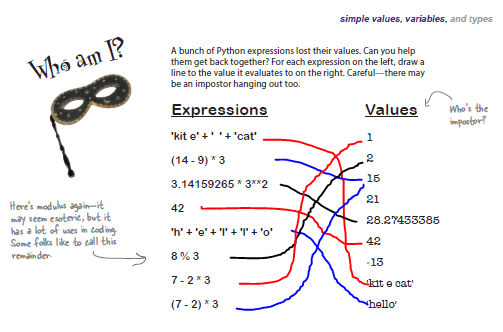 simple values, variables, and types
Who am I?
A bunch of Python expressions lost their values. Can you help
them get back together? For each expression on the left, draw a
line to the value it evaluates to on the right. Careful—there may
be an impostor hanging out too.
Expressions
Values
Who's the
impostor?
'kit e' + ' ' + 'cat'
1
(14 - 9) * 3
2
3.14159265 * 3**2
15
42
21
'h' + 'e' + 'l' + 'l' + 'o'
28.27433385
8 % 3
42
7 - 2 * 3
-13
(7 - 2) * 3
'kit e cat'
'hello'
Here's modulus again—it
may seem esoteric, but it
has a lot of uses in coding.
Some folks like to call this
remainder.